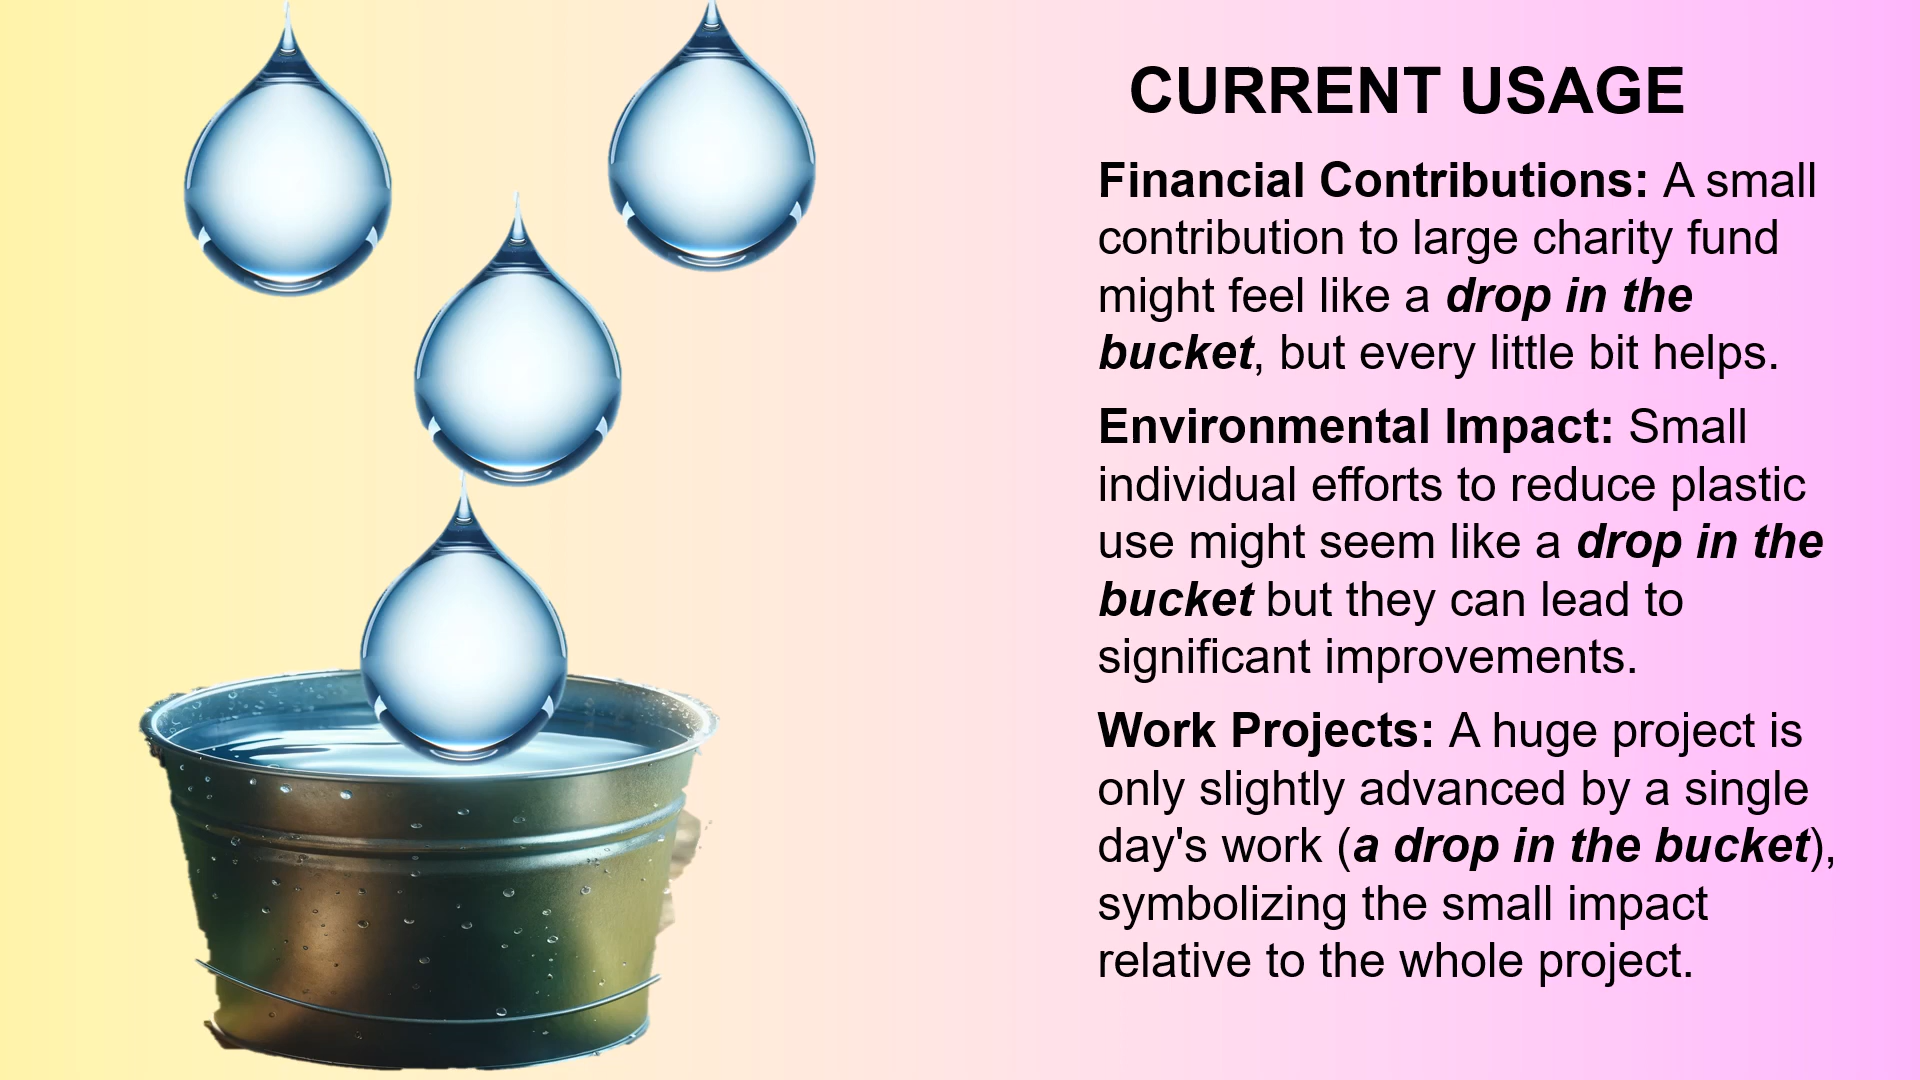 CURRENT USAGE
Financial Contributions: A small
contribution to large charity fund
might feel like a drop in the
bucket, but every little bit helps.
Environmental Impact: Small
individual efforts to reduce plastic
use might seem like a drop in the
bucket but they can lead to
significant improvements.
Work Projects: A huge project is
only slightly advanced by a single
day's work (a drop in the bucket),
symbolizing the small impact
relative to the whole project.